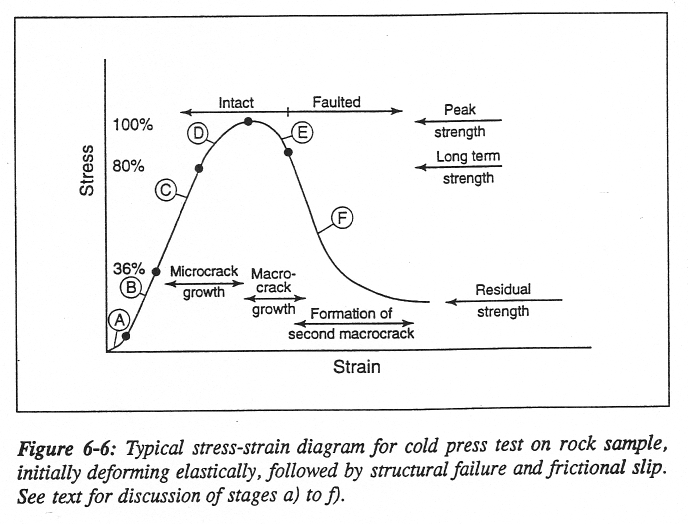 Intact
Faulted
100%
D
E
Peak
strength
80%
Long term
strength
Stress
C
F
36%
B
Microcrack
growth
Macro-
crack
growth
Residual
strength
A
Formation of
second macrocrack
Strain
Figure 6-6: Typical stress-strain diagram for cold press test on rock sample,
initially deforming elastically, followed by structural failure and frictional slip.
See text for discussion of stages a) to f).